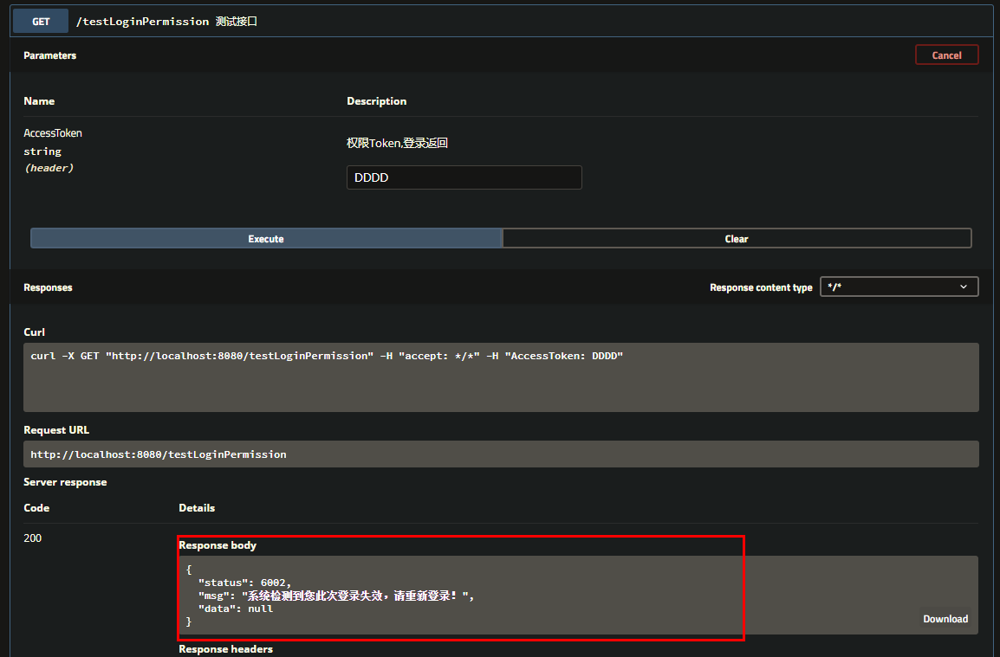 GET /testLoginPermission 测试接口
Parameters
Cancel
Name Description
AccessToken
string
(header)
权限Token,登录返回
DDDD
Execute Clear
Responses
Response content type */*
Curl
curl -X GET "http://localhost:8080/testLoginPermission" -H "accept: */*" -H "AccessToken: DDDD"
Request URL
http://localhost:8080/testLoginPermission
Server response
Code Details
200
Response body
{
"status": 6002,
"msg": "系统检测到您此次登录失效，请重新登录！",
"data": null
}
Download
Response headers